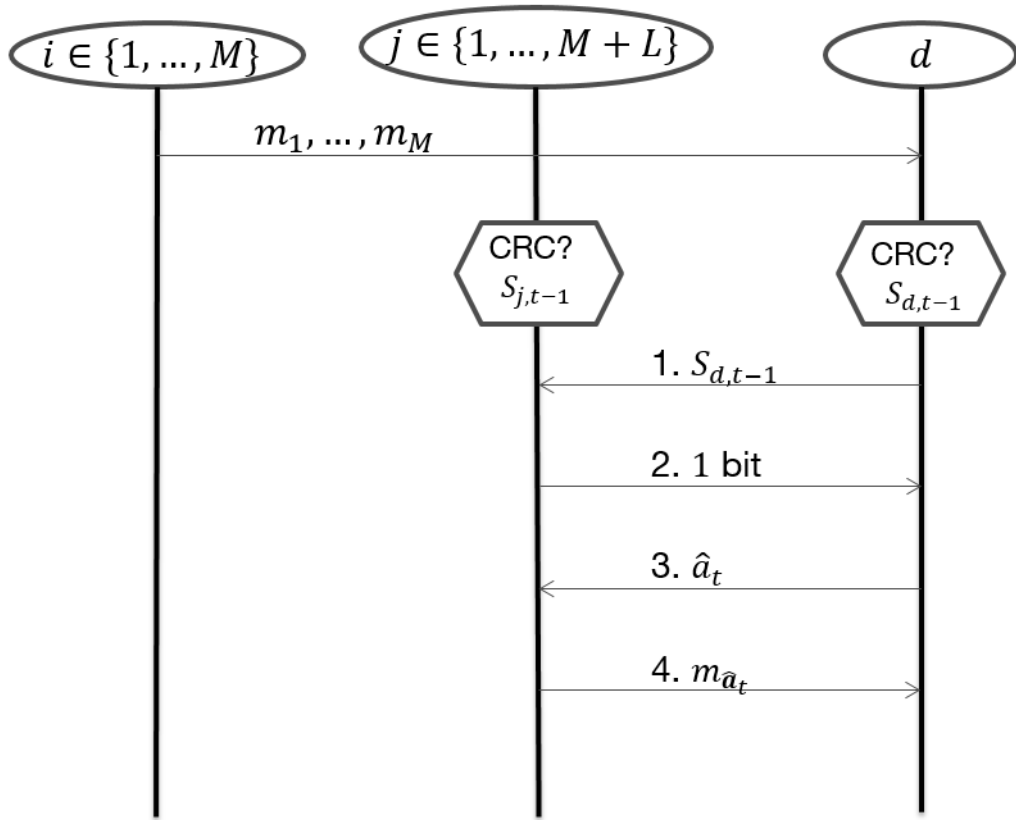 i ∈ {1, ..., M}
j ∈ {1, ..., M + L}
d
m₁, ... , m_M
CRC?
S_{j,t−1}
CRC?
S_{d,t−1}
1. S_{d,t−1}
2. 1 bit
3. â_t
4. m_{â_t}